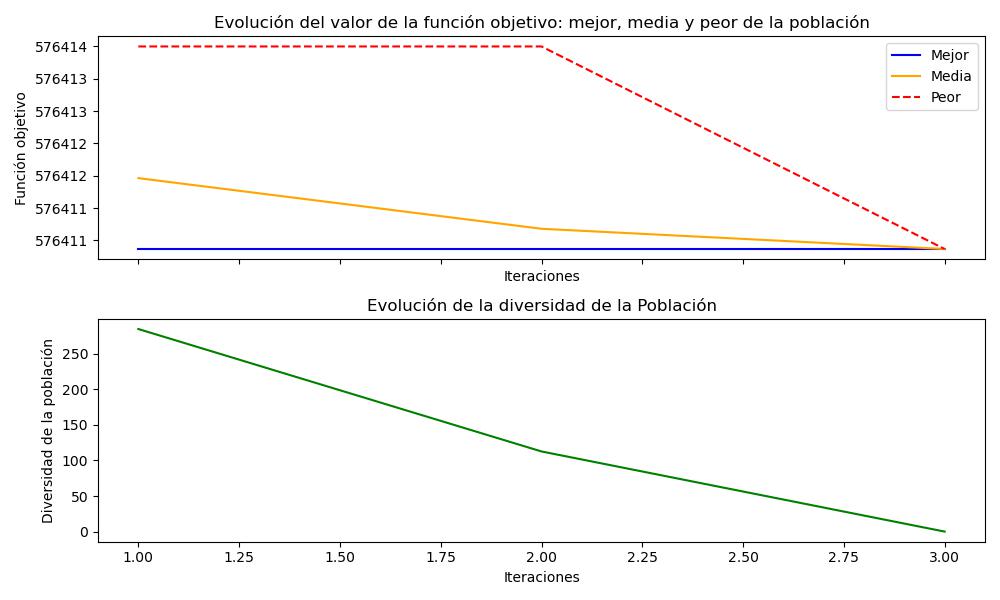 Evolución del valor de la función objetivo: mejor, media y peor de la población
576414
576413
576413
576412
576412
576411
576411
Función objetivo
Mejor
Media
Peor
Iteraciones
Evolución de la diversidad de la Población
250
200
150
100
50
0
Diversidad de la población
1.00 1.25 1.50 1.75 2.00 2.25 2.50 2.75 3.00
Iteraciones